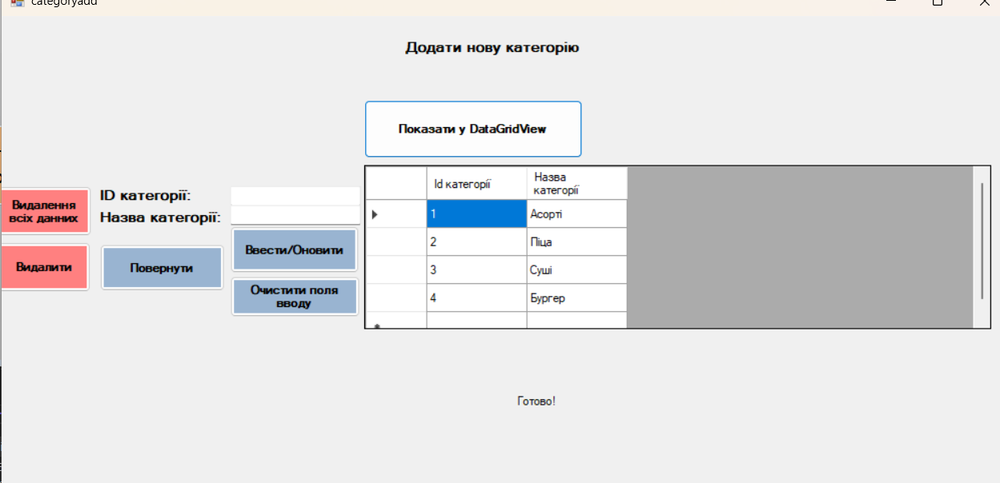 categoryadd
Додати нову категорію
Показати у DataGridView
Видалення
всіх данних
ID категорії:
Назва категорії:
Ввести/Оновити
Видалити
Повернути
Очистити поля
вводу
Id категорії
Назва
категорії
1
Асорті
2
Піца
3
Суші
4
Бургер
Готово!